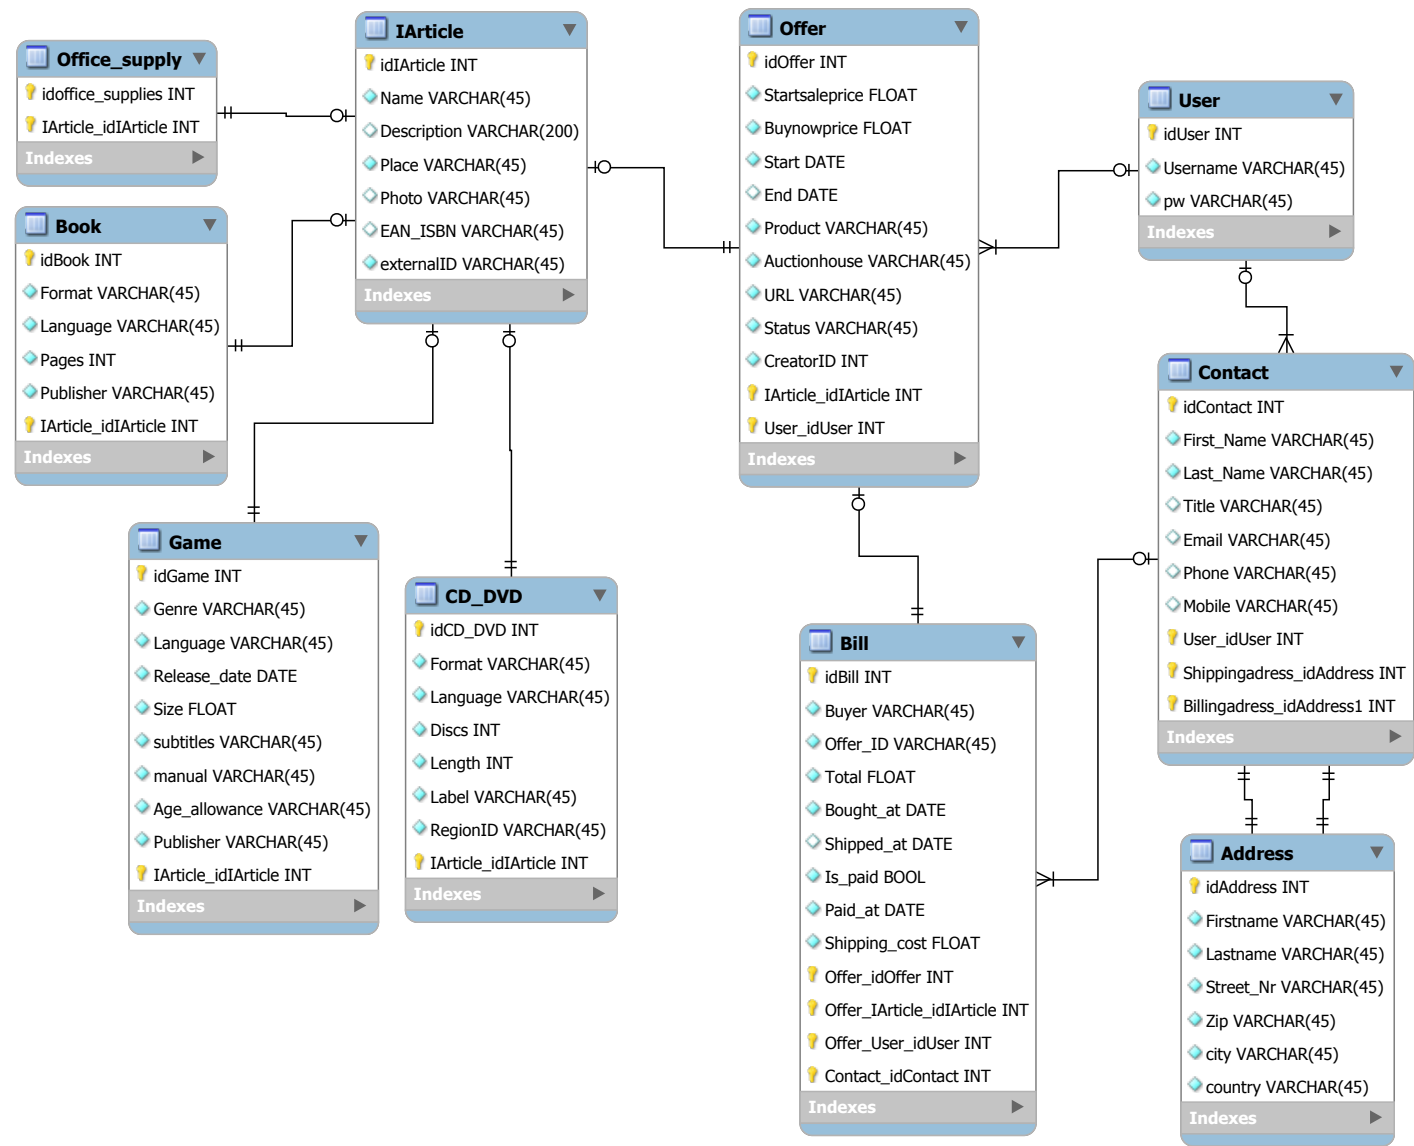 Office_supply
idoffice_supplies INT
IArticle_idIArticle INT
Indexes
Book
idBook INT
Format VARCHAR(45)
Language VARCHAR(45)
Pages INT
Publisher VARCHAR(45)
IArticle_idIArticle INT
Indexes
IArticle
idIArticle INT
Name VARCHAR(45)
Description VARCHAR(200)
Place VARCHAR(45)
Photo VARCHAR(45)
EAN_ISBN VARCHAR(45)
externalID VARCHAR(45)
Indexes
Game
idGame INT
Genre VARCHAR(45)
Language VARCHAR(45)
Release_date DATE
Size FLOAT
subtitles VARCHAR(45)
manual VARCHAR(45)
Age_allowance VARCHAR(45)
Publisher VARCHAR(45)
IArticle_idIArticle INT
Indexes
CD_DVD
idCD_DVD INT
Format VARCHAR(45)
Language VARCHAR(45)
Discs INT
Length INT
Label VARCHAR(45)
RegionID VARCHAR(45)
IArticle_idIArticle INT
Indexes
Offer
idOffer INT
Startsaleprice FLOAT
Buynowprice FLOAT
Start DATE
End DATE
Product VARCHAR(45)
Auctionhouse VARCHAR(45)
URL VARCHAR(45)
Status VARCHAR(45)
CreatorID INT
IArticle_idIArticle INT
User_idUser INT
Indexes
User
idUser INT
Username VARCHAR(45)
pw VARCHAR(45)
Indexes
Contact
idContact INT
First_Name VARCHAR(45)
Last_Name VARCHAR(45)
Title VARCHAR(45)
Email VARCHAR(45)
Phone VARCHAR(45)
Mobile VARCHAR(45)
User_idUser INT
Shippingadress_idAddress INT
Billingadress_idAddress1 INT
Indexes
Bill
idBill INT
Buyer VARCHAR(45)
Offer_ID VARCHAR(45)
Total FLOAT
Bought_at DATE
Shipped_at DATE
Is_paid BOOL
Paid_at DATE
Shipping_cost FLOAT
Offer_idOffer INT
Offer_IArticle_idIArticle INT
Offer_User_idUser INT
Contact_idContact INT
Indexes
Address
idAddress INT
Firstname VARCHAR(45)
Lastname VARCHAR(45)
Street_Nr VARCHAR(45)
Zip VARCHAR(45)
city VARCHAR(45)
country VARCHAR(45)
Indexes